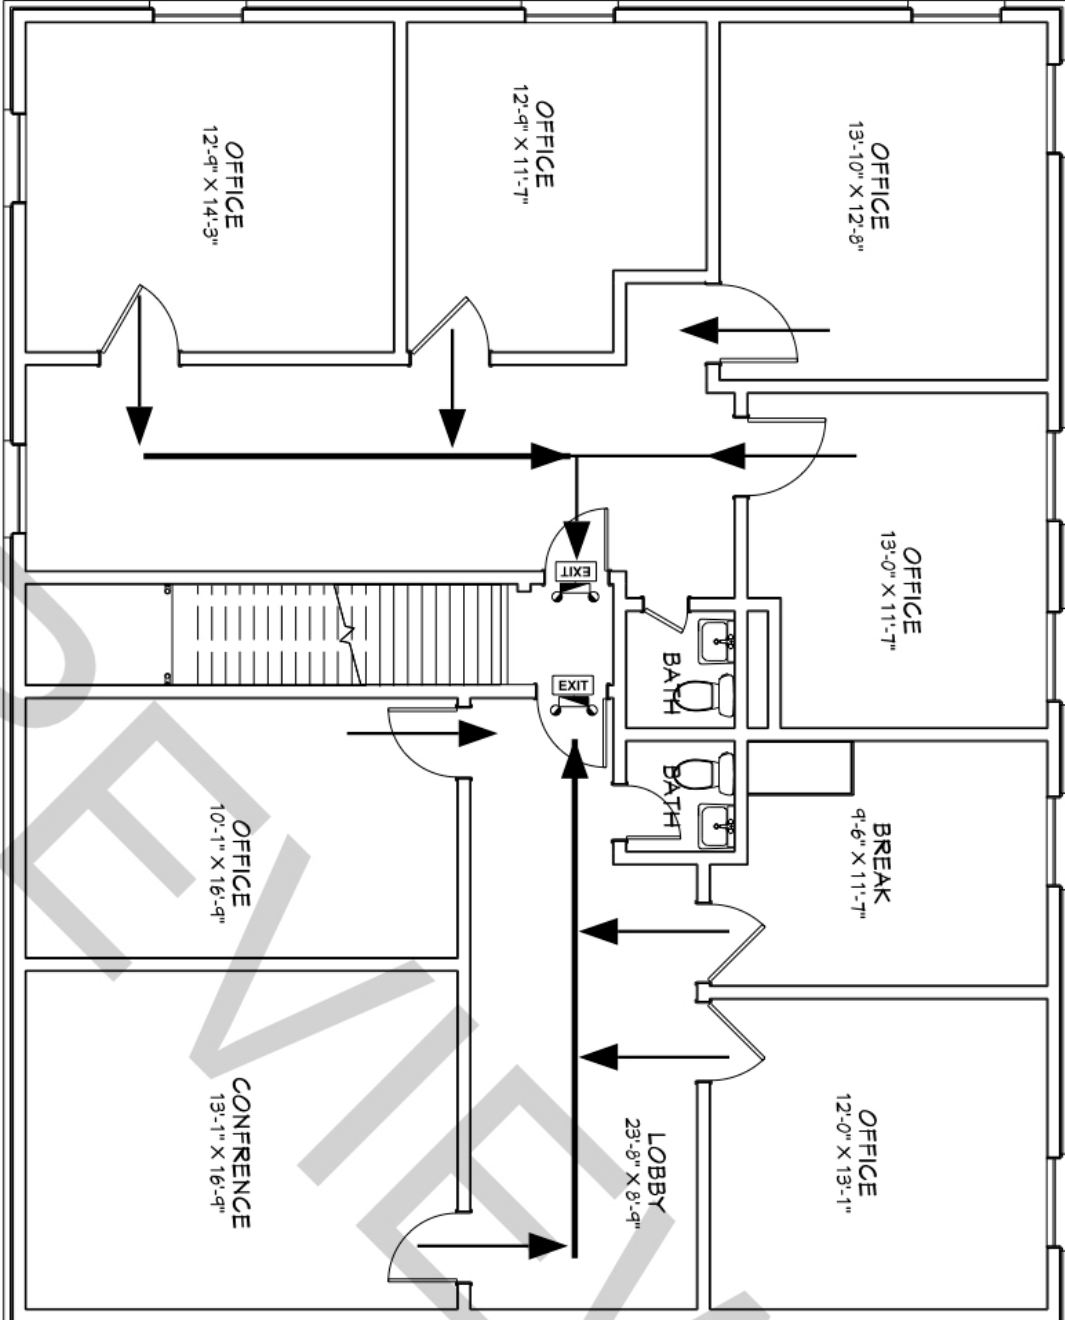 OFFICE
12'-9" X 14'-3"
OFFICE
12'-9" X 11'-7"
OFFICE
13'-10" X 12'-8"
OFFICE
13'-0" X 11'-7"
EXIT
EXIT
BATH
BATH
OFFICE
10'-1" X 16'-9"
BREAK
9'-6" X 11'-7"
CONFRENCE
13'-1" X 16'-9"
LOBBY
23'-8" X 8'-9"
OFFICE
12'-0" X 13'-1"